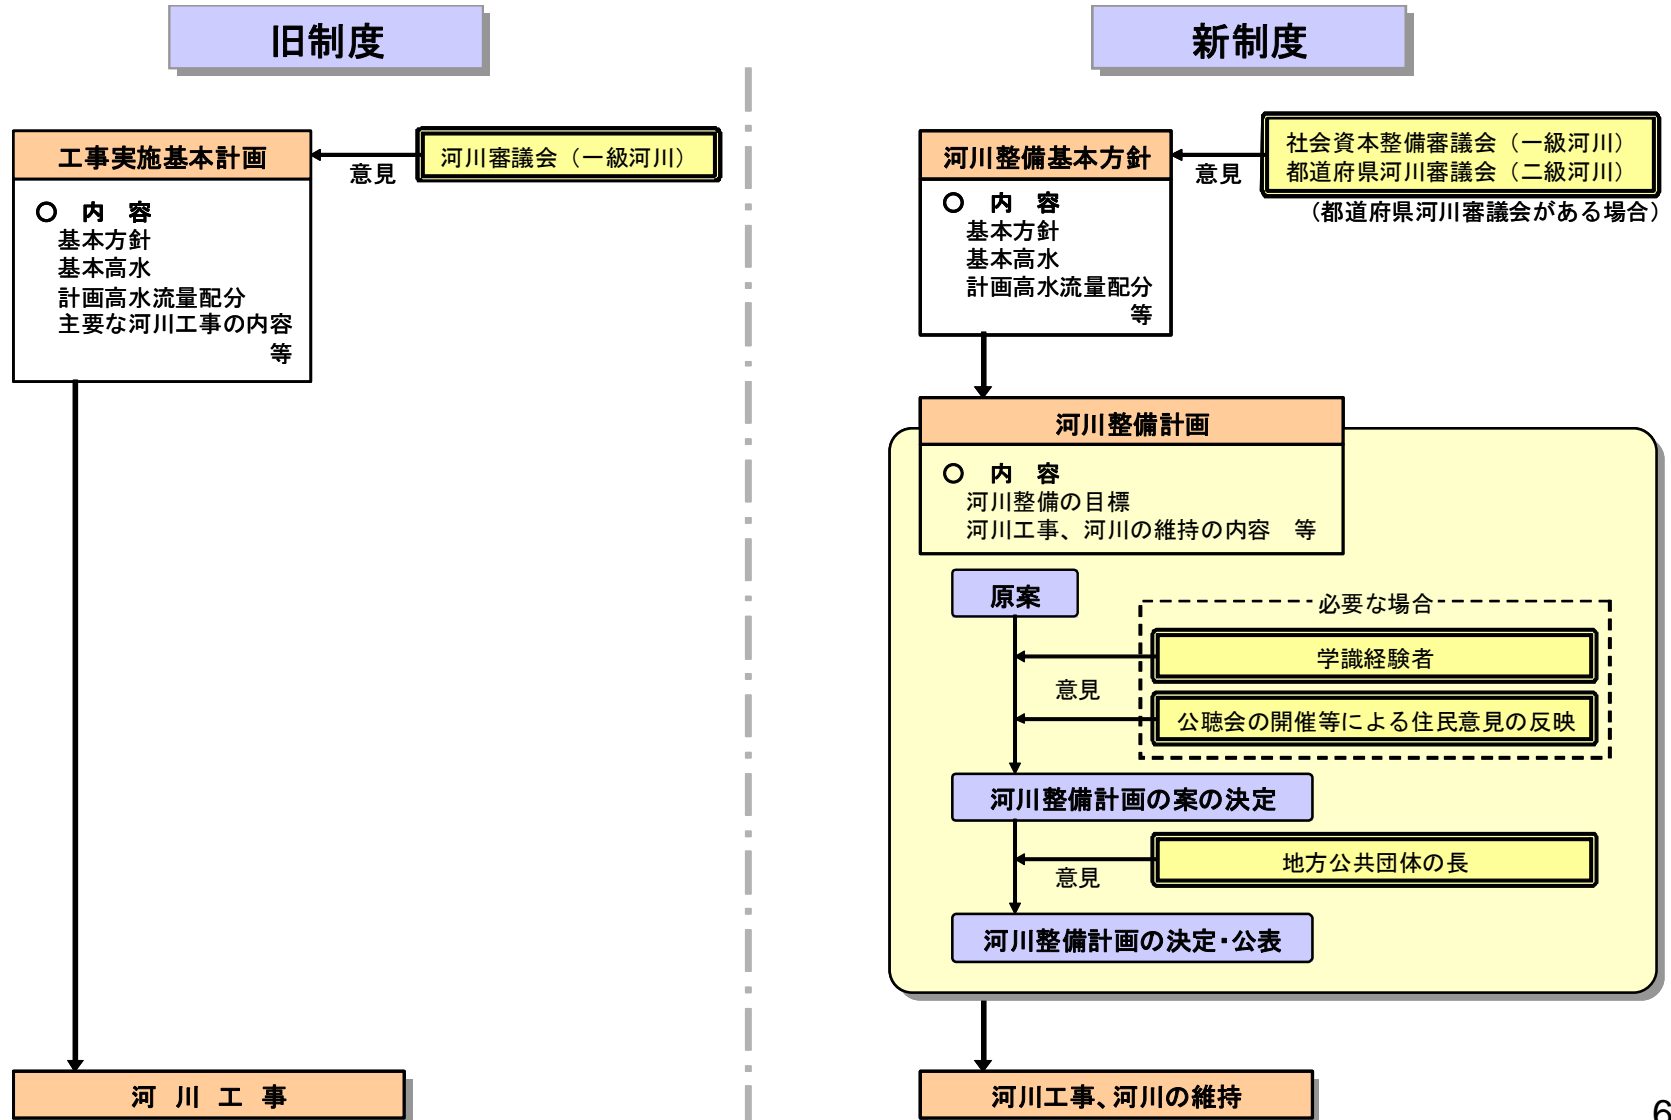 旧制度
工事実施基本計画
意見
河川審議会(一級河川)
○ 内 容
基本方針
基本高水
計画高水流量配分
主要な河川工事の内容
等
河 川 工 事
新制度
河川整備基本方針
意見
社会資本整備審議会(一級河川)
都道府県河川審議会(二級河川)
(都道府県河川審議会がある場合)
○ 内 容
基本方針
基本高水
計画高水流量配分
等
河川整備計画
○ 内 容
河川整備の目標
河川工事、河川の維持の内容 等
原案
必要な場合
学識経験者
意見
公聴会の開催等による住民意見の反映
河川整備計画の案の決定
地方公共団体の長
意見
河川整備計画の決定・公表
河川工事、河川の維持
6